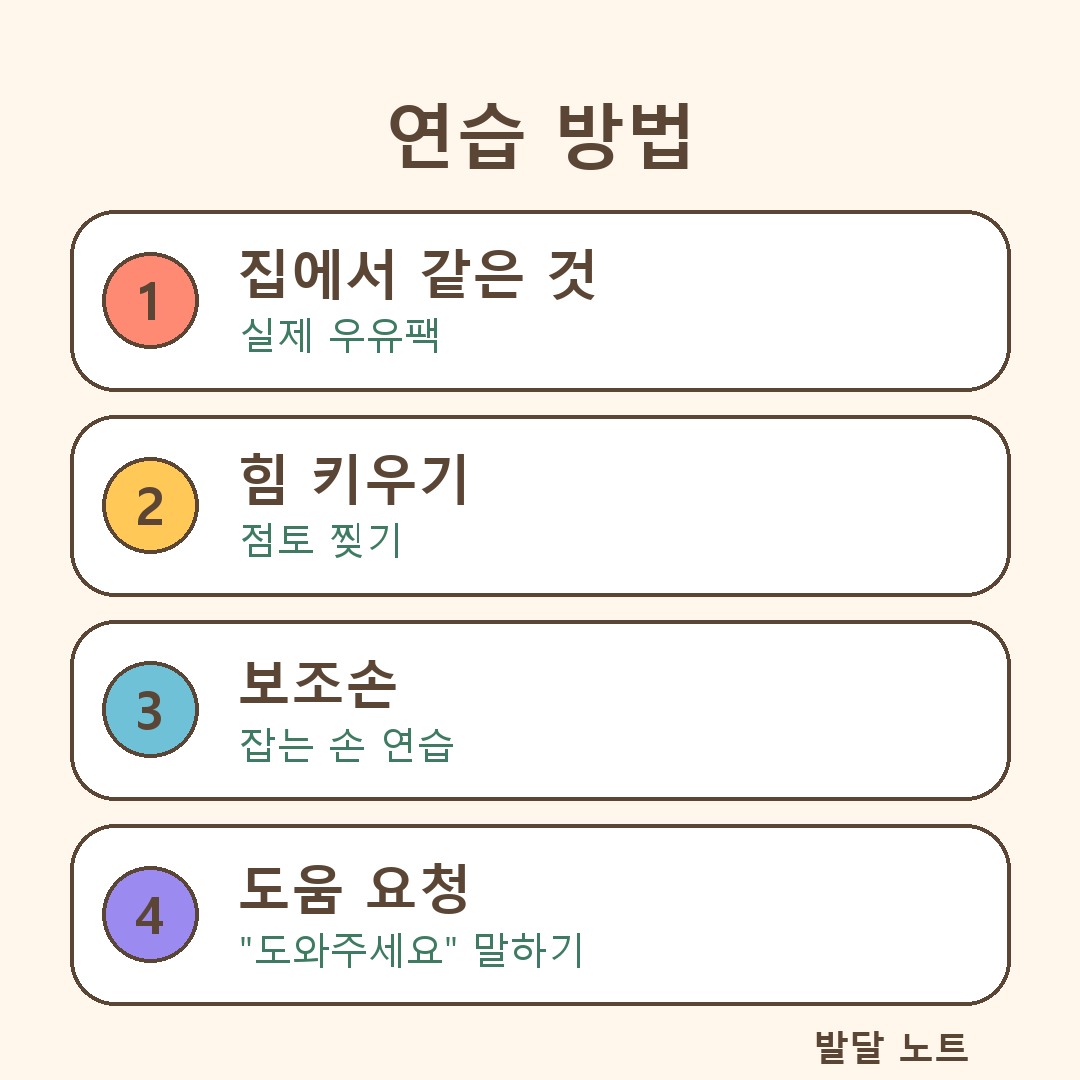 연습 방법
1
집에서 같은 것
실제 우유팩
2
힘 키우기
점토 찢기
3
보조손
잡는 손 연습
4
도움 요청
"도와주세요" 말하기
발달 노트